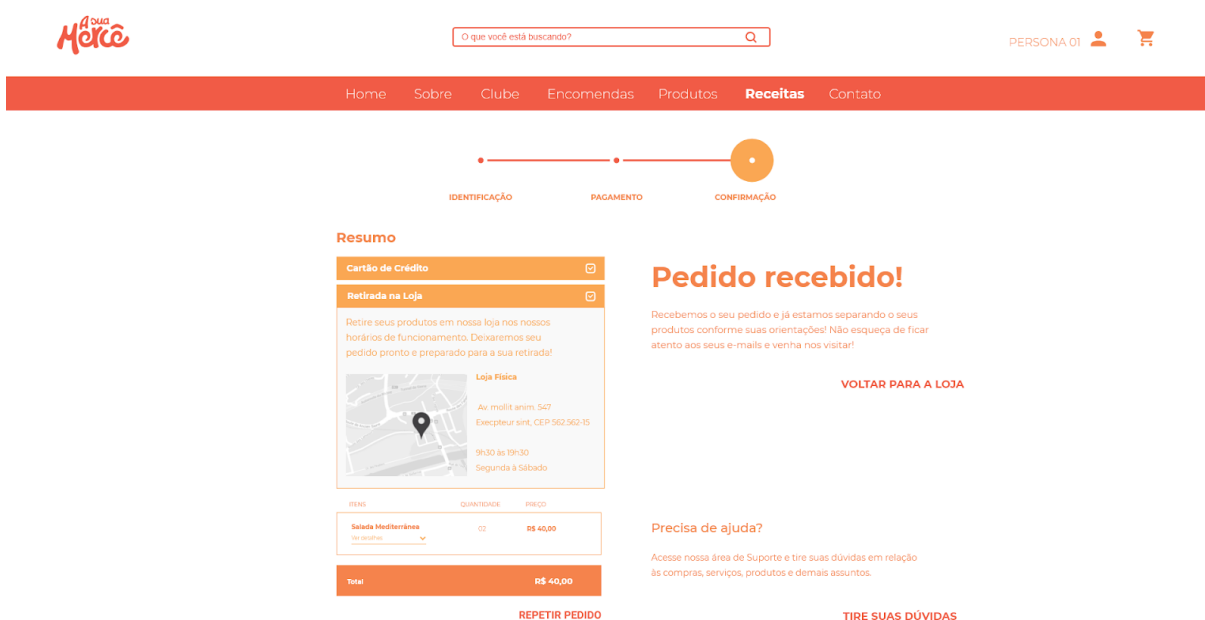 A sua
Mercê
O que você está buscando?
PERSONA 01
Home Sobre Clube Encomendas Produtos Receitas Contato
IDENTIFICAÇÃO PAGAMENTO CONFIRMAÇÃO
Resumo
Cartão de Crédito
Retirada na Loja
Retire seus produtos em nossa loja nos nossos
horários de funcionamento. Deixaremos seu
pedido pronto e preparado para a sua retirada!
Loja Física
Av. moliit anim. 547
Execpteur sint, CEP 562.562-15
9h30 às 19h30
Segunda à Sábado
ITENS QUANTIDADE PREÇO
Salada Mediterrânea 02 R$ 40,00
Ver detalhes
Total R$ 40,00
REPETIR PEDIDO
Pedido recebido!
Recebemos o seu pedido e já estamos separando o seus
produtos conforme suas orientações! Não esqueça de ficar
atento aos seus e-mails e venha nos visitar!
VOLTAR PARA A LOJA
Precisa de ajuda?
Acesse nossa área de Suporte e tire suas dúvidas em relação
às compras, serviços, produtos e demais assuntos.
TIRE SUAS DÚVIDAS